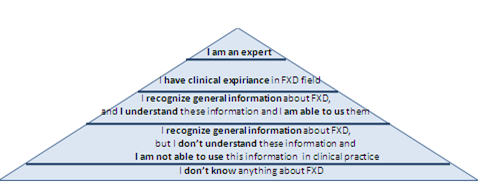 I am an expert
I have clinical expiriance in FXD field
I recognize general information about FXD,
and I understand these information and I am able to us them
I recognize general information about FXD,
but I don't understand these information and
I am not able to use this information in clinical practice
I don't know anything about FXD